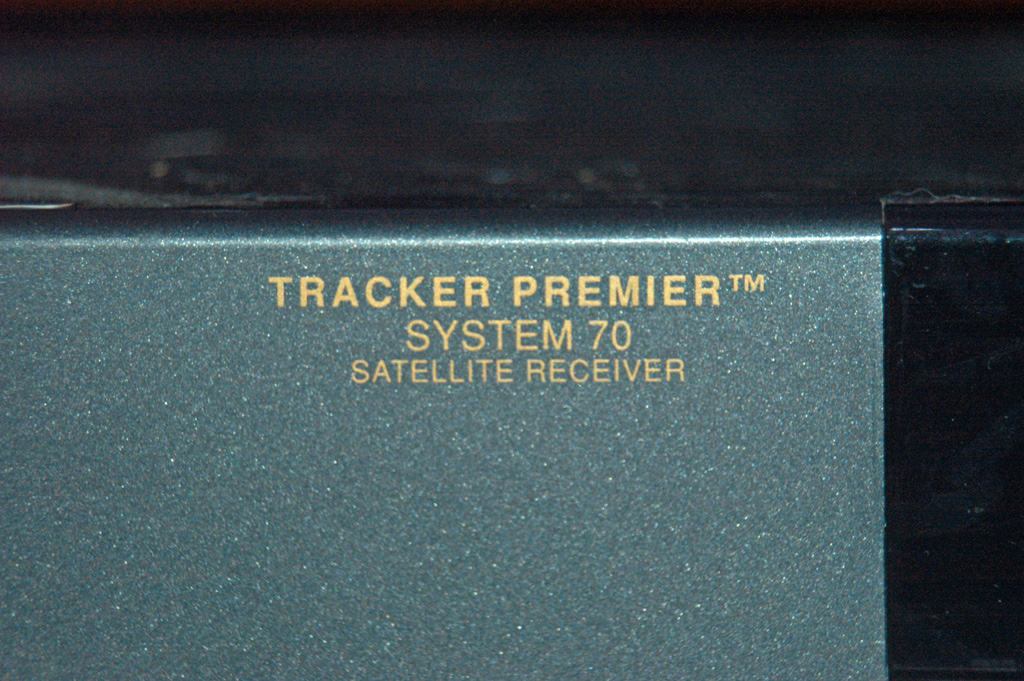 TRACKER PREMIER™
SYSTEM 70
SATELLITE RECEIVER